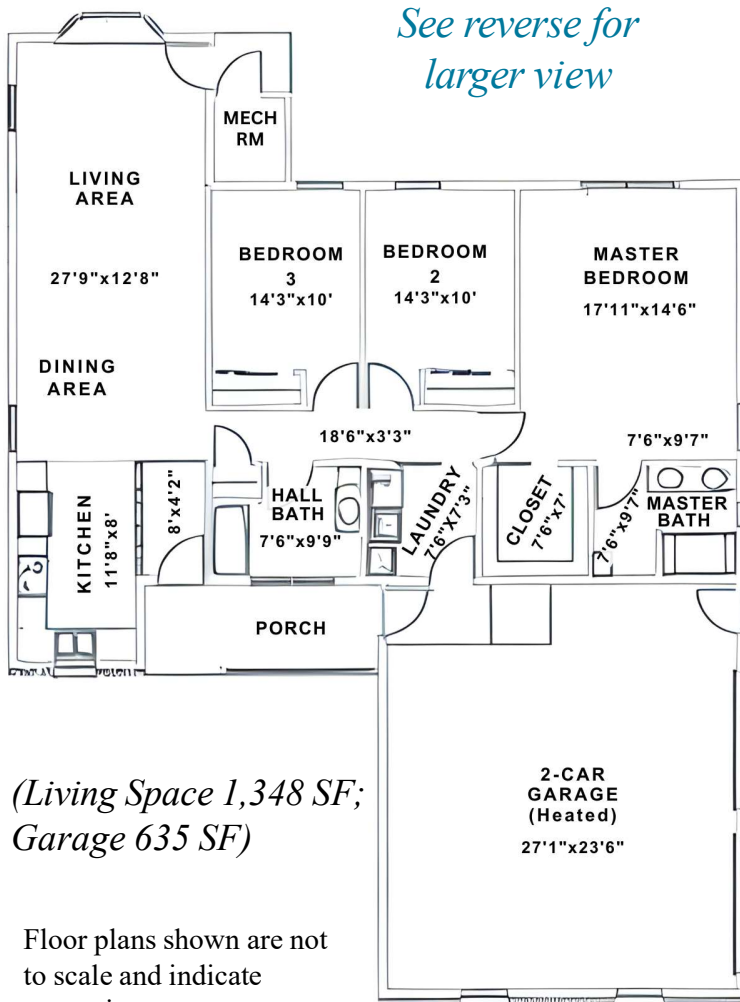 See reverse for
larger view
MECH
RM
LIVING
AREA
27'9"x12'8"
BEDROOM
3
14'3"x10'
BEDROOM
2
14'3"x10'
MASTER
BEDROOM
17'11"x14'6"
DINING
AREA
18'6"x3'3"
7'6"x9'7"
KITCHEN
11'8"x8'
8'x4'2"
HALL
BATH
7'6"x9'9"
LAUNDRY
7'6"X7'3"
CLOSET
7'6"x7'
7'6"x9'7"
MASTER
BATH
PORCH
2-CAR
GARAGE
(Heated)
27'1"x23'6"
(Living Space 1,348 SF;
Garage 635 SF)
Floor plans shown are not
to scale and indicate